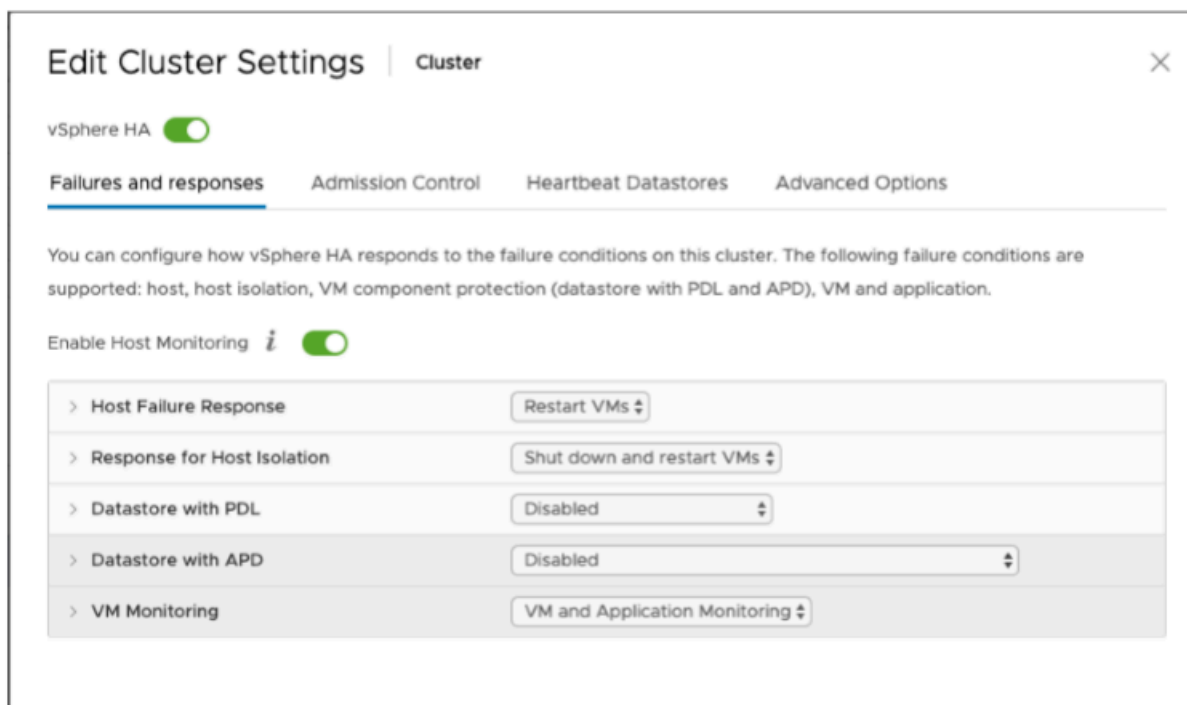 Edit Cluster Settings Cluster
vSphere HA
Failures and responses Admission Control Heartbeat Datastores Advanced Options
You can configure how vSphere HA responds to the failure conditions on this cluster. The following failure conditions are
supported: host, host isolation, VM component protection (datastore with PDL and APD), VM and application.
Enable Host Monitoring i
Host Failure Response Restart VMs
Response for Host Isolation Shut down and restart VMs
Datastore with PDL Disabled
Datastore with APD Disabled
VM Monitoring VM and Application Monitoring